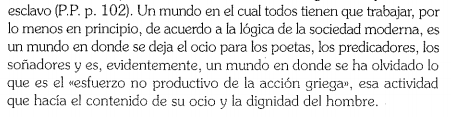 esclavo (P.P. p. 102). Un mundo en el cual todos tienen que trabajar, por
lo menos en principio, de acuerdo a la lógica de la sociedad moderna, es
un mundo en donde se deja el ocio para los poetas, los predicadores, los
soñadores y es, evidentemente, un mundo en donde se ha olvidado lo
que es el «esfuerzo no productivo de la acción griega», esa actividad
que hacía el contenido de su ocio y la dignidad del hombre.